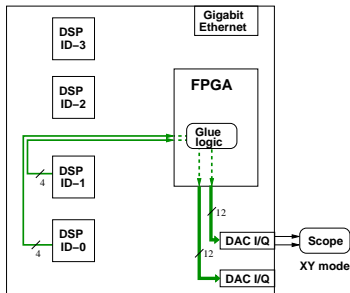 Gigabit
Ethernet
DSP
ID−3
DSP
ID−2
FPGA
Glue
logic
DSP
ID−1
4
12
DSP
ID−0
4
12
DAC I/Q
Scope
XY mode
DAC I/Q